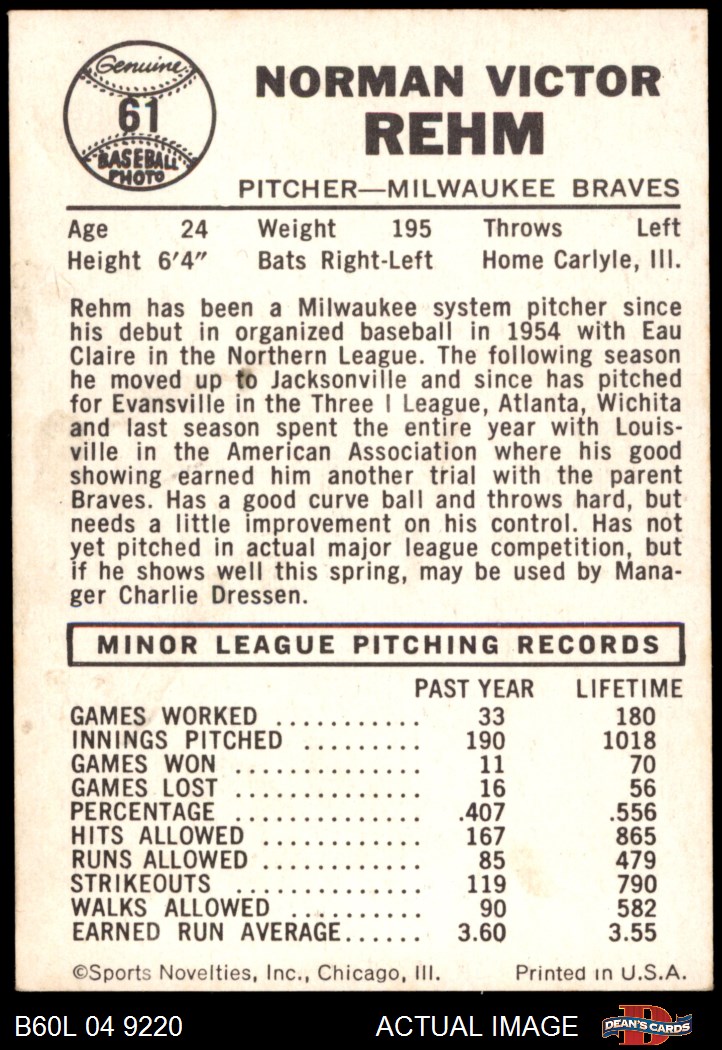 Genuine
61
BASEBALL
PHOTO
NORMAN VICTOR
REHM
PITCHER—MILWAUKEE BRAVES
Age 24 Weight 195 Throws Left
Height 6'4" Bats Right-Left Home Carlyle, Ill.
Rehm has been a Milwaukee system pitcher since
his debut in organized baseball in 1954 with Eau
Claire in the Northern League. The following season
he moved up to Jacksonville and since has pitched
for Evansville in the Three I League, Atlanta, Wichita
and last season spent the entire year with Louis-
ville in the American Association where his good
showing earned him another trial with the parent
Braves. Has a good curve ball and throws hard, but
needs a little improvement on his control. Has not
yet pitched in actual major league competition, but
if he shows well this spring, may be used by Mana-
ger Charlie Dressen.
MINOR LEAGUE PITCHING RECORDS
PAST YEAR LIFETIME
GAMES WORKED ........... 33 180
INNINGS PITCHED ......... 190 1018
GAMES WON .............. 11 70
GAMES LOST .............. 16 56
PERCENTAGE .............. .407 .556
HITS ALLOWED ............ 167 865
RUNS ALLOWED ............ 85 479
STRIKEOUTS .............. 119 790
WALKS ALLOWED .......... 90 582
EARNED RUN AVERAGE...... 3.60 3.55
©Sports Novelties, Inc., Chicago, Ill. Printed in U.S.A.
B60L 04 9220 ACTUAL IMAGE D DEAN'S CARDS